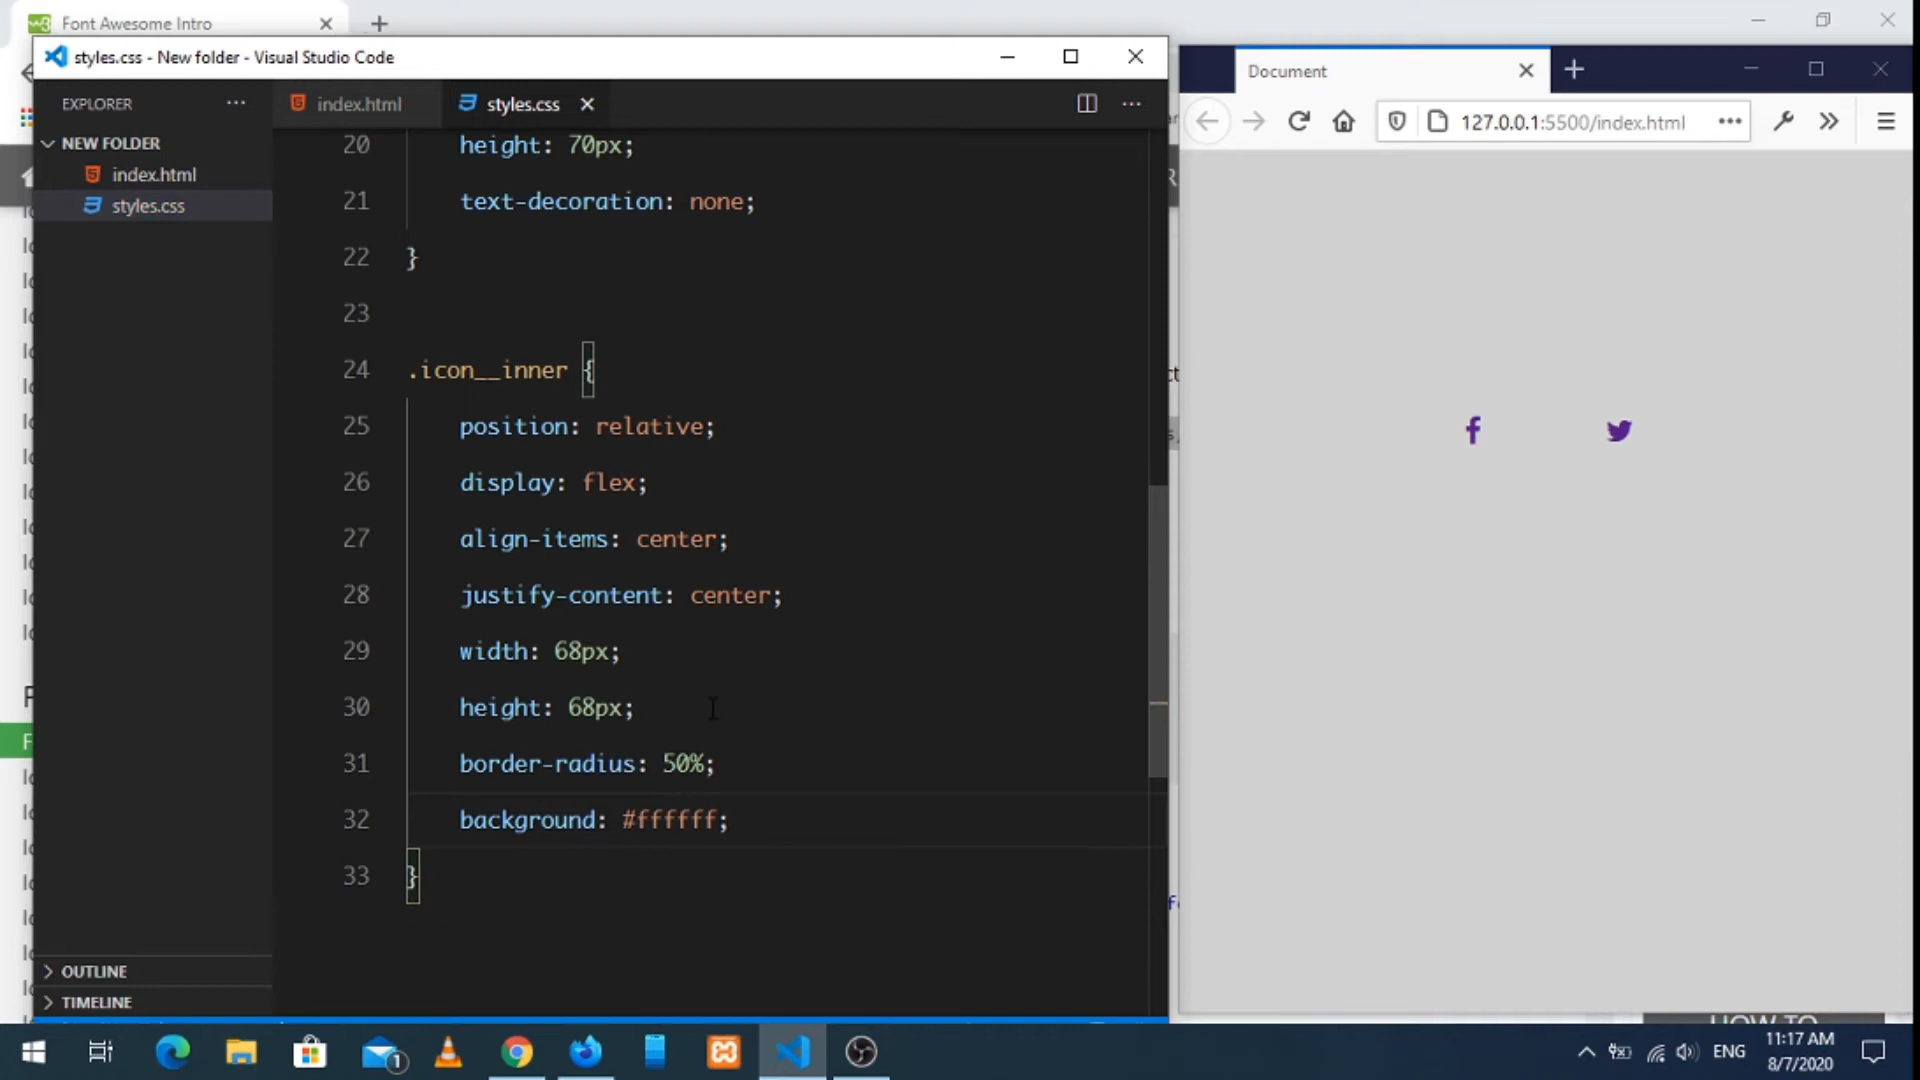 Font Awesome Intro
styles.css - New folder - Visual Studio Code
Document
EXPLORER
index.html
styles.css
127.0.0.1:5500/index.html
NEW FOLDER
index.html
styles.css
20 height: 70px;
21 text-decoration: none;
22 }
23
24 .icon__inner {
25 position: relative;
26 display: flex;
27 align-items: center;
28 justify-content: center;
29 width: 68px;
30 height: 68px;
31 border-radius: 50%;
32 background: #ffffff;
33 }
OUTLINE
TIMELINE
HOW TO
1
ENG
11:17 AM
8/7/2020